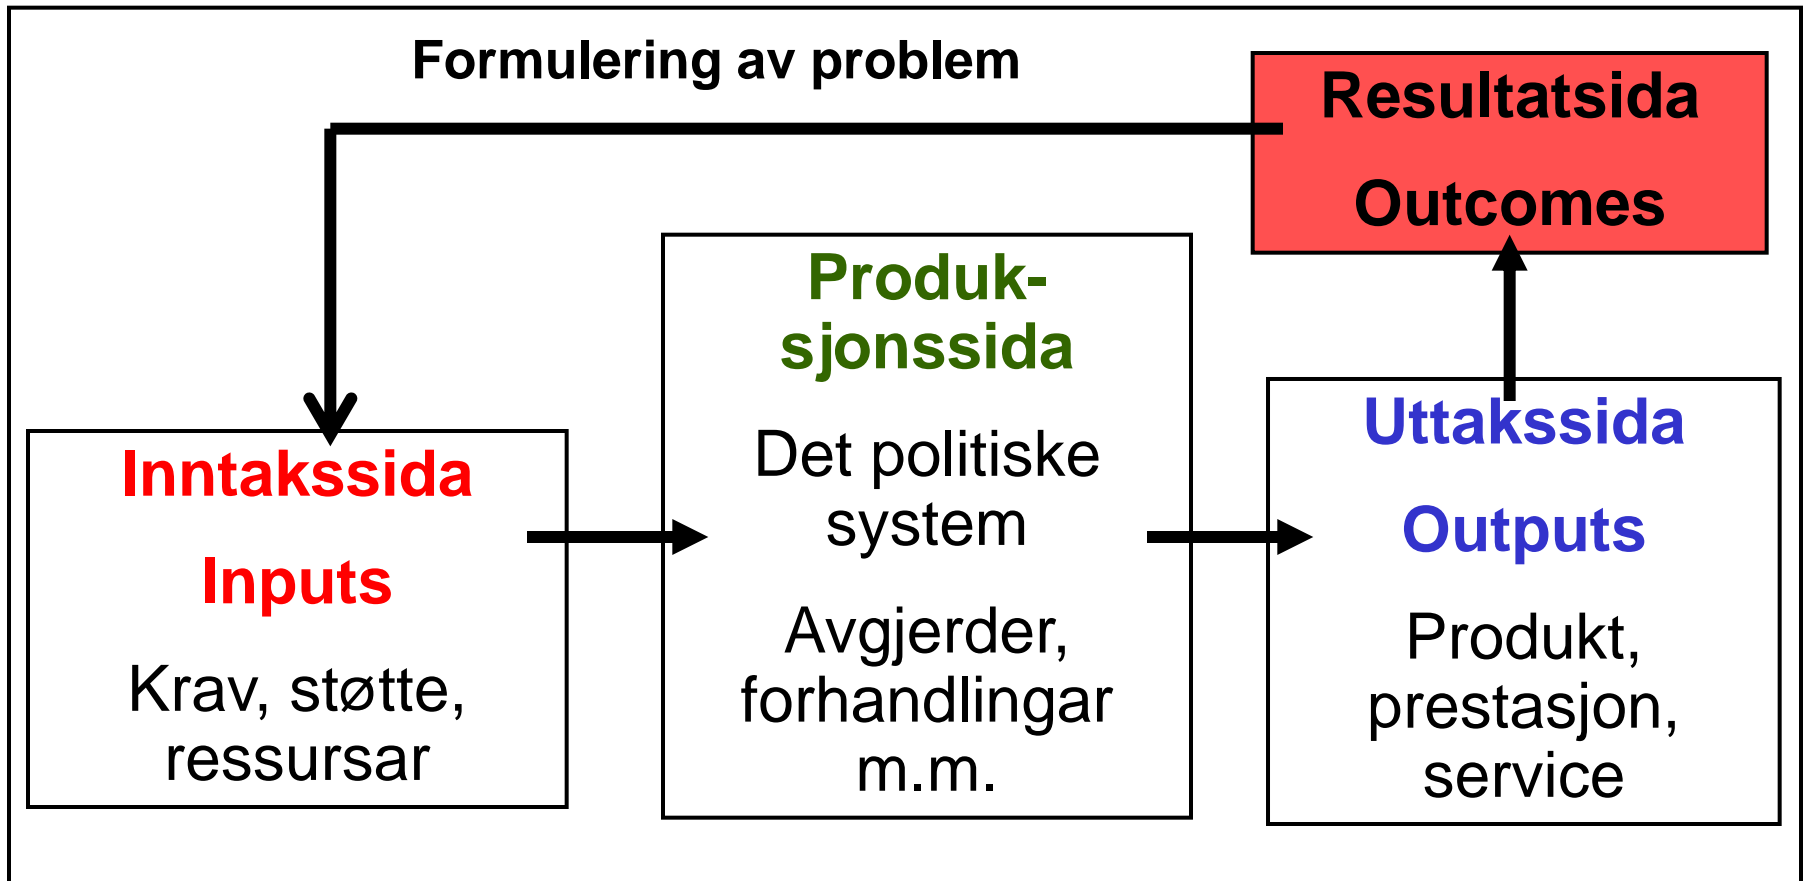 Formulering av problem
Resultatsida
Outcomes
Inntakssida
Inputs
Krav, støtte,
ressursar
Produk-
sjonssida
Det politiske
system
Avgjerder,
forhandlingar
m.m.
Uttakssida
Outputs
Produkt,
prestasjon,
service